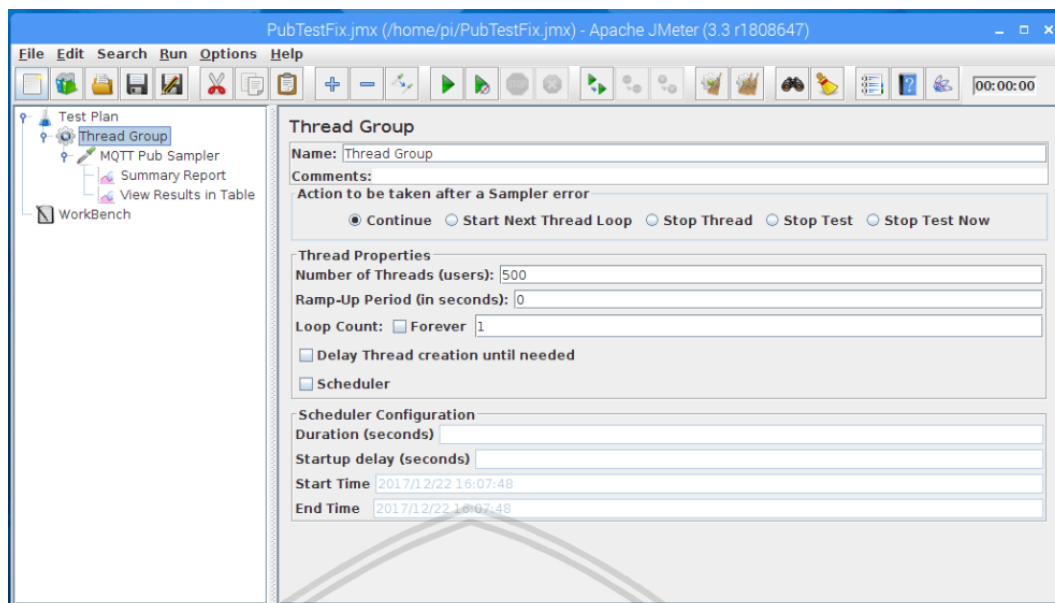 PubTestFix.jmx (/home/pi/PubTestFix.jmx) - Apache JMeter (3.3 r1808647)
File Edit Search Run Options Help
00:00:00
Test Plan
Thread Group
MQTT Pub Sampler
Summary Report
View Results in Table
WorkBench
Thread Group
Name: Thread Group
Comments:
Action to be taken after a Sampler error
Continue Start Next Thread Loop Stop Thread Stop Test Stop Test Now
Thread Properties
Number of Threads (users): 500
Ramp-Up Period (in seconds): 0
Loop Count: Forever 1
Delay Thread creation until needed
Scheduler
Scheduler Configuration
Duration (seconds)
Startup delay (seconds)
Start Time 2017/12/22 16:07:48
End Time 2017/12/22 16:07:48